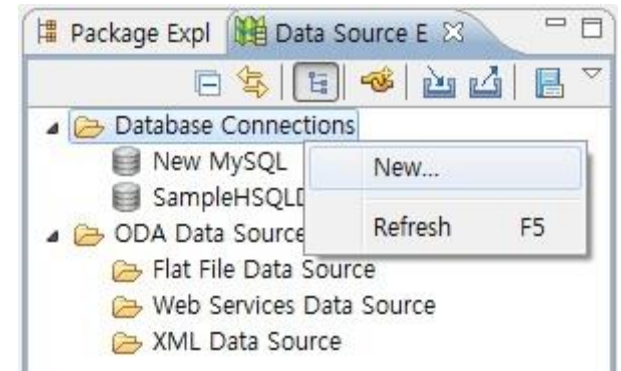 Package Expl Data Source E
Database Connections
New MySQL
New...
SampleHSQLD
Refresh F5
ODA Data Source
Flat File Data Source
Web Services Data Source
XML Data Source